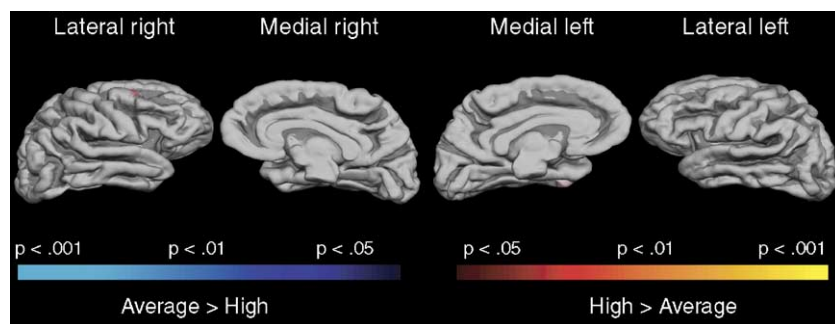 Lateral right Medial right Medial left Lateral left
p < .001 p < .01 p < .05 p < .05 p < .01 p < .001
Average > High High > Average